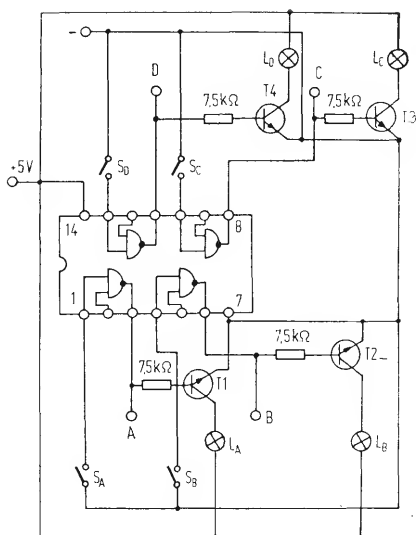 –
L_D
L_C
D
C
T4
T3
7,5kΩ
7,5kΩ
S_D
S_C
+5V
14
8
1
7
7,5kΩ
7,5kΩ
T1
T2
A
B
L_A
L_B
S_A
S_B